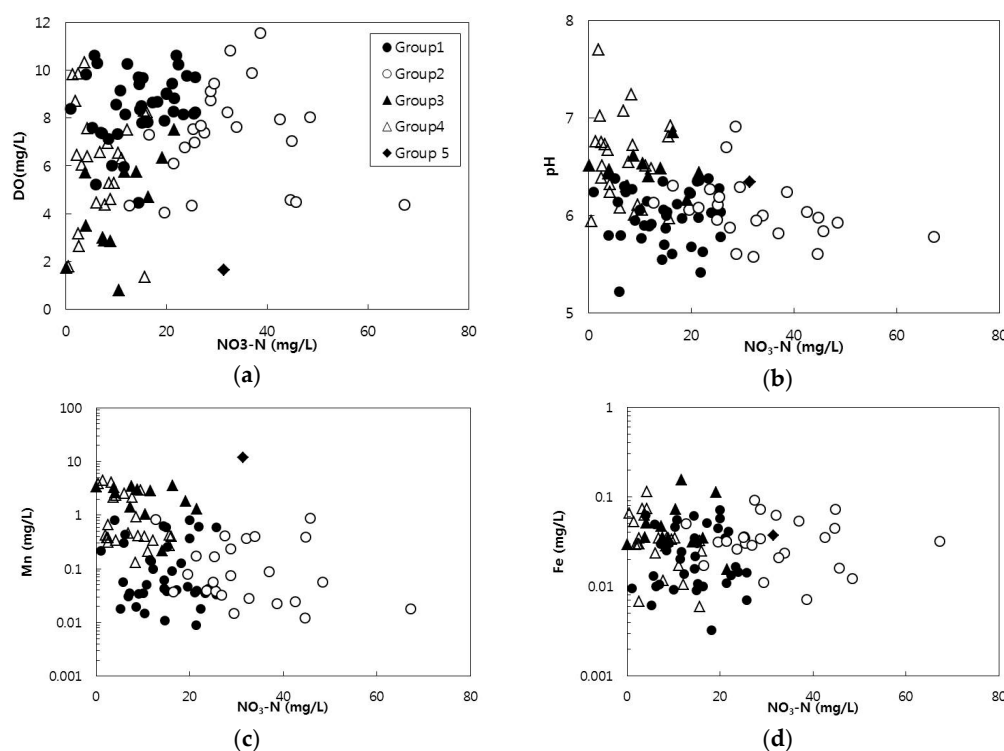 12
10
8
6
4
2
0
DO(mg/L)
0 20 40 60 80
NO3-N (mg/L)
Group1
Group2
Group3
Group4
Group 5
(a)
8
7
6
5
pH
0 20 40 60 80
NO₃-N (mg/L)
(b)
100
10
1
0.1
0.01
0.001
Mn (mg/L)
0 20 40 60 80
NO₃-N (mg/L)
(c)
1
0.1
0.01
0.001
Fe (mg/L)
0 20 40 60 80
NO₃-N (mg/L)
(d)